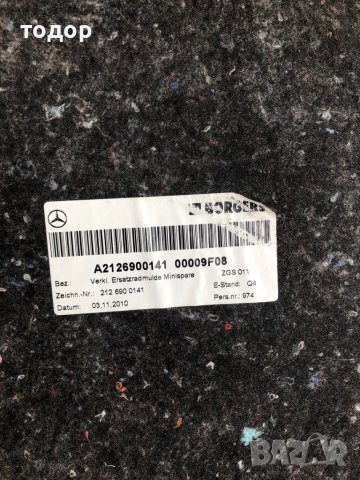 тодор
BORGERS
A2126900141 00009F08
Bez.: Verkl. Ersatzradmulde Minispare ZGS 011
Zeichn.-Nr.: 212 690 0141 E-Stand: Q4
Datum: 03.11.2010 Pers.nr.: 974
BAZAR